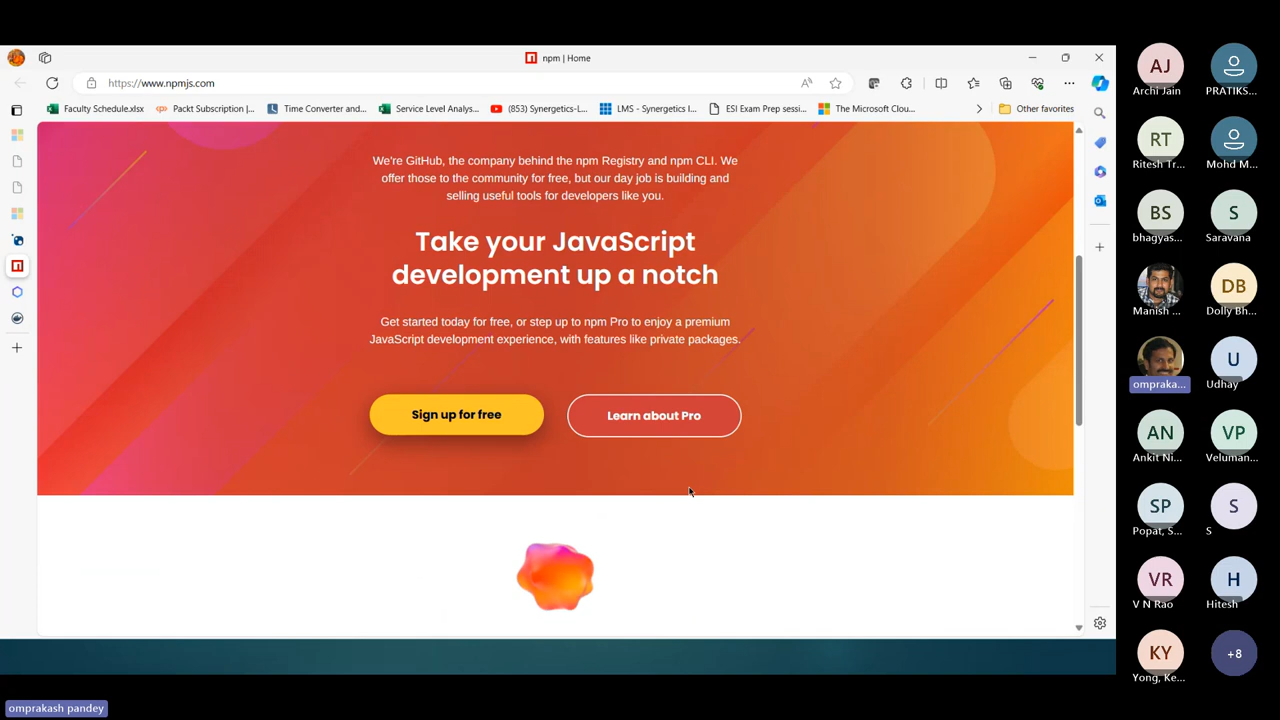 npm | Home
https://www.npmjs.com
Faculty Schedule.xlsx
Packt Subscription |...
Time Converter and...
Service Level Analys...
(853) Synergetics-L...
LMS - Synergetics I...
ESI Exam Prep sessi...
The Microsoft Clou...
Other favorites
We're GitHub, the company behind the npm Registry and npm CLI. We
offer those to the community for free, but our day job is building and
selling useful tools for developers like you.
Take your JavaScript
development up a notch
Get started today for free, or step up to npm Pro to enjoy a premium
JavaScript development experience, with features like private packages.
Sign up for free
Learn about Pro
AJ
Archi Jain
PRATIKS...
RT
Ritesh Tr...
Mohd M...
BS
bhagyas...
S
Saravana
Manish ...
DB
Dolly Bh...
ompraka...
U
Udhay
AN
Ankit Ni...
VP
Veluman...
SP
Popat, S...
S
S
VR
V N Rao
H
Hitesh
KY
Yong, Ke...
+8
omprakash pandey